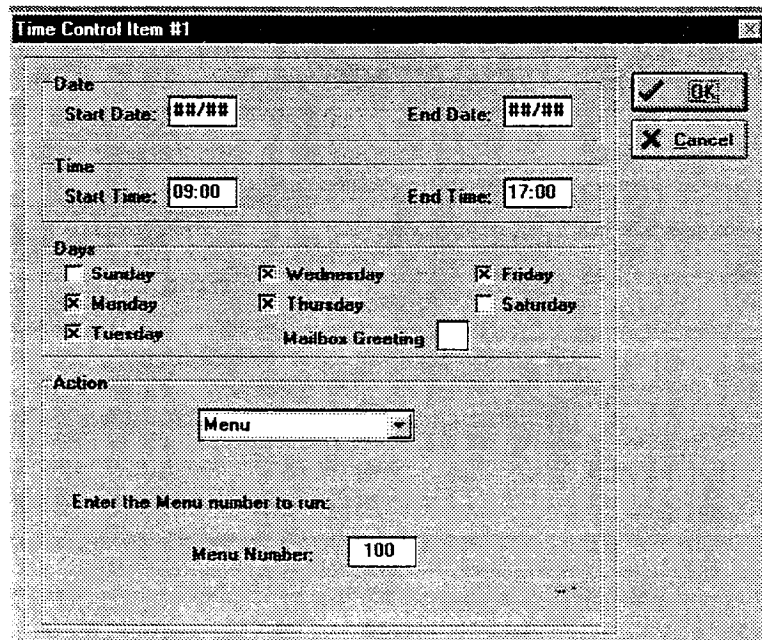 Time Control Item #1
Date
Start Date: ##/## End Date: ##/##
OK
Cancel
Time
Start Time: 09:00 End Time: 17:00
Days
Sunday Wednesday Friday
Monday Thursday Saturday
Tuesday Mailbox Greeting
Action
Menu
Enter the Menu number to run:
Menu Number: 100